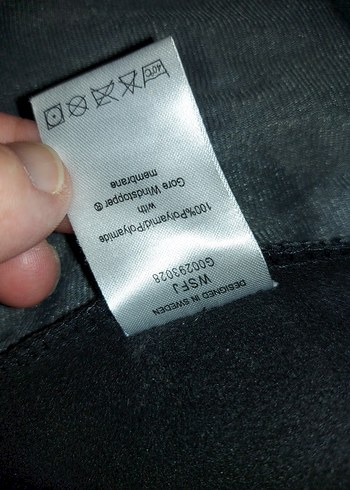 DESIGNED IN SWEDEN
WSFJ
G00293028
100%Polyamid/Polyamide
with
Gore Windstopper®
membrane
40°C